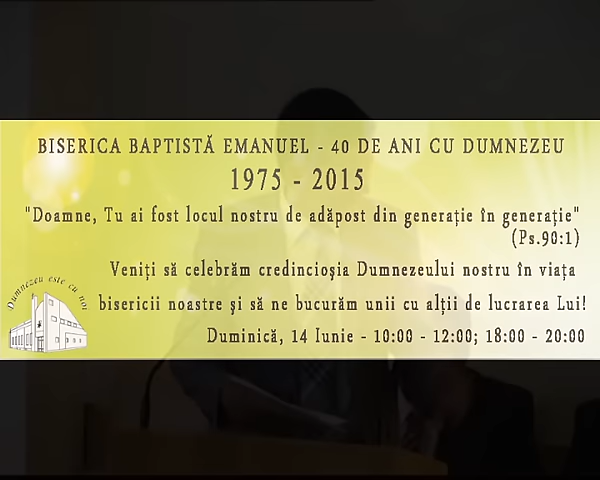 BISERICA BAPTISTĂ EMANUEL - 40 DE ANI CU DUMNEZEU
1975 - 2015
"Doamne, Tu ai fost locul nostru de adăpost din generație în generație"
(Ps.90:1)
Veniți să celebrăm credincioșia Dumnezeului nostru în viața
bisericii noastre și să ne bucurăm unii cu alții de lucrarea Lui!
Duminică, 14 Iunie - 10:00 - 12:00; 18:00 - 20:00
Dumnezeu este cu noi